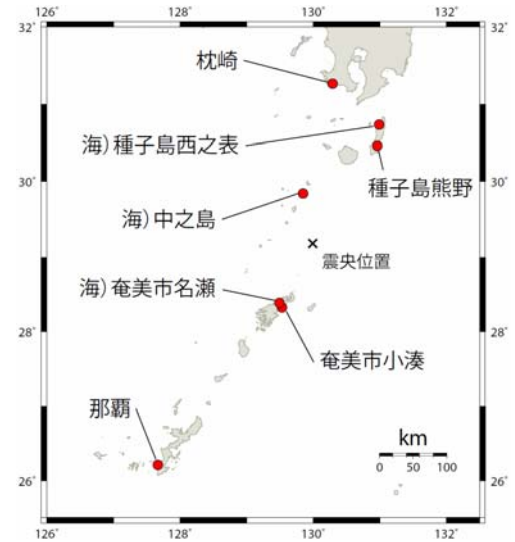 126° 128° 130° 132°
32° 32°
枕崎
海）種子島西之表
種子島熊野
30° 30°
海）中之島
震央位置
海）奄美市名瀬
28° 28°
奄美市小湊
那覇
km
0 50 100
26° 26°
126° 128° 130° 132°